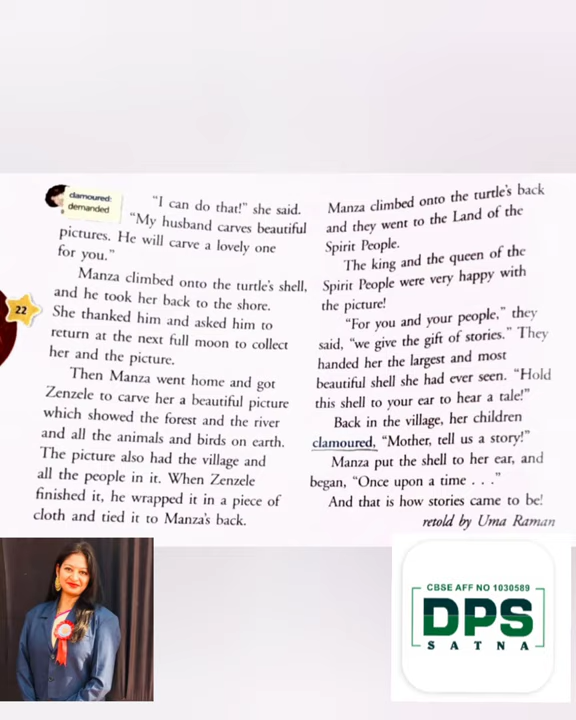 clamoured:
demanded
"I can do that!" she said.
"My husband carves beautiful
pictures. He will carve a lovely one
for you."
Manza climbed onto the turtle's shell,
and he took her back to the shore.
She thanked him and asked him to
return at the next full moon to collect
her and the picture.
Then Manza went home and got
Zenzele to carve her a beautiful picture
which showed the forest and the river
and all the animals and birds on earth.
The picture also had the village and
all the people in it. When Zenzele
finished it, he wrapped it in a piece of
cloth and tied it to Manza's back.
22
Manza climbed onto the turtle's back
and they went to the Land of the
Spirit People.
The king and the queen of the
Spirit People were very happy with
the picture!
"For you and your people," they
said, "we give the gift of stories." They
handed her the largest and most
beautiful shell she had ever seen. "Hold
this shell to your ear to hear a tale!"
Back in the village, her children
clamoured, "Mother, tell us a story!"
Manza put the shell to her ear, and
began, "Once upon a time . . ."
And that is how stories came to be!
retold by Uma Raman
CBSE AFF NO 1030589
DPS
SATNA